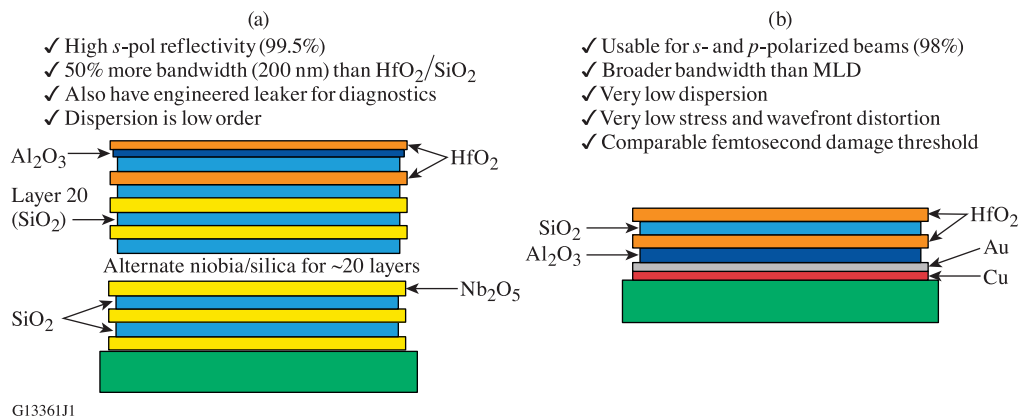 (a)
✓ High s-pol reflectivity (99.5%)
✓ 50% more bandwidth (200 nm) than HfO₂/SiO₂
✓ Also have engineered leaker for diagnostics
✓ Dispersion is low order
Al₂O₃
HfO₂
Layer 20
(SiO₂)
Alternate niobia/silica for ~20 layers
Nb₂O₅
SiO₂
G13361J1
(b)
✓ Usable for s- and p-polarized beams (98%)
✓ Broader bandwidth than MLD
✓ Very low dispersion
✓ Very low stress and wavefront distortion
✓ Comparable femtosecond damage threshold
HfO₂
SiO₂
Al₂O₃
Au
Cu